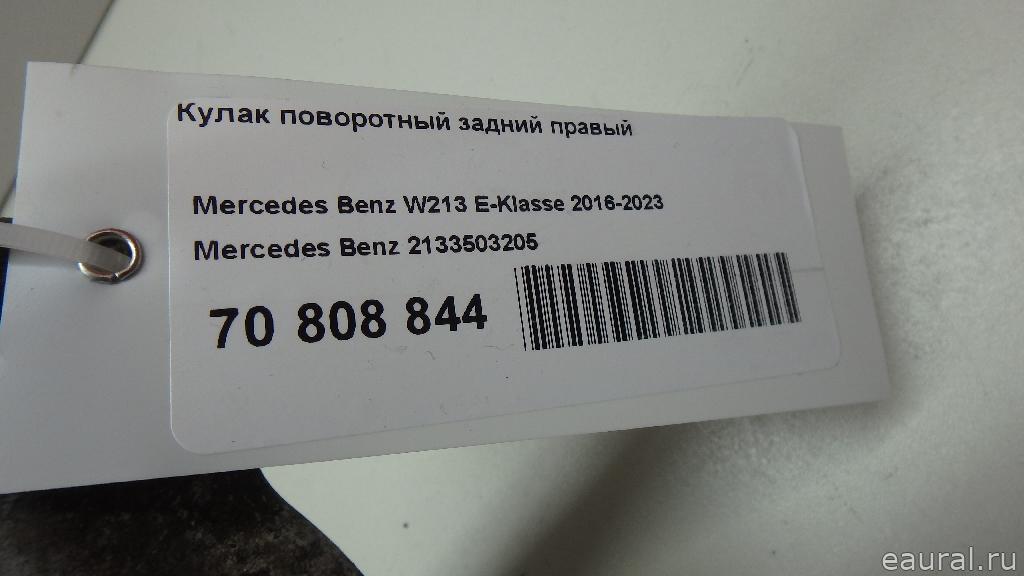 Кулак поворотный задний правый
Mercedes Benz W213 E-Klasse 2016-2023
Mercedes Benz 2133503205
70 808 844
eaural.ru